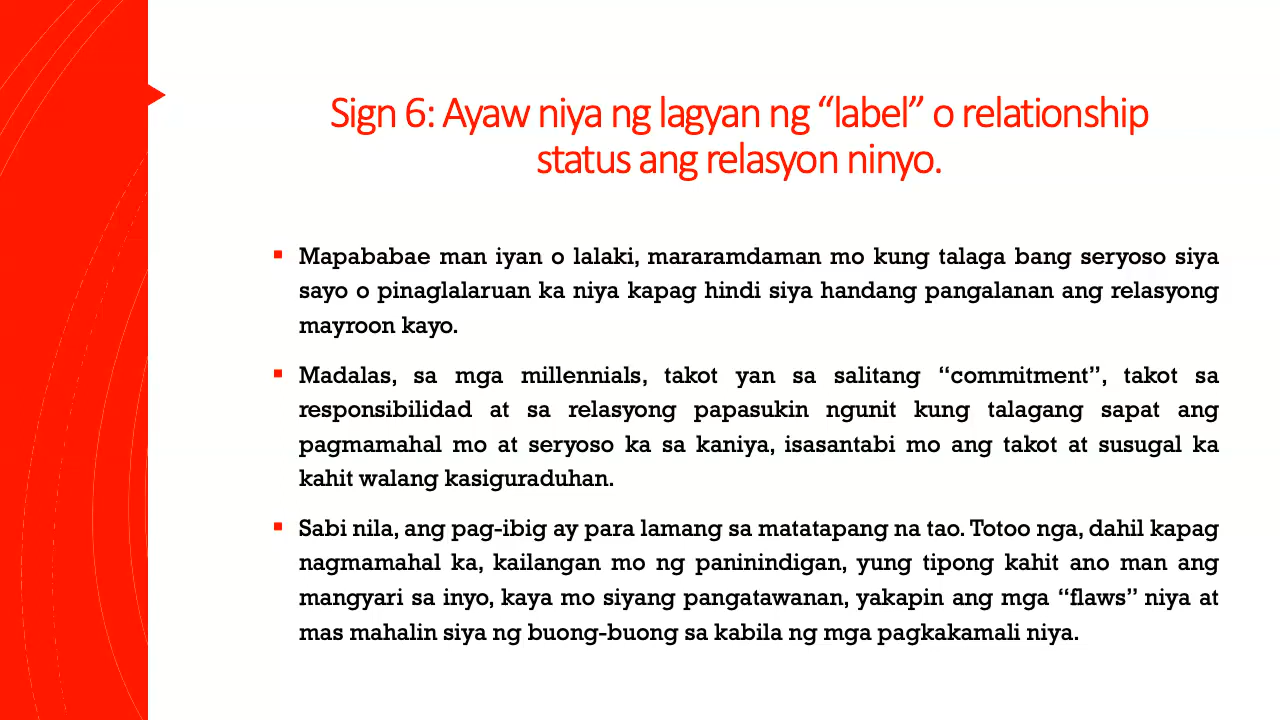 Sign 6: Ayaw niya ng lagyan ng “label” o relationship
status ang relasyon ninyo.
▪ Mapababae man iyan o lalaki, mararamdaman mo kung talaga bang seryoso siya
sayo o pinaglalaruan ka niya kapag hindi siya handang pangalanan ang relasyong
mayroon kayo.
▪ Madalas, sa mga millennials, takot yan sa salitang “commitment”, takot sa
responsibilidad at sa relasyong papasukin ngunit kung talagang sapat ang
pagmamahal mo at seryoso ka sa kaniya, isasantabi mo ang takot at susugal ka
kahit walang kasiguraduhan.
▪ Sabi nila, ang pag-ibig ay para lamang sa matatapang na tao. Totoo nga, dahil kapag
nagmamahal ka, kailangan mo ng paninindigan, yung tipong kahit ano man ang
mangyari sa inyo, kaya mo siyang pangatawanan, yakapin ang mga “flaws” niya at
mas mahalin siya ng buong-buong sa kabila ng mga pagkakamali niya.